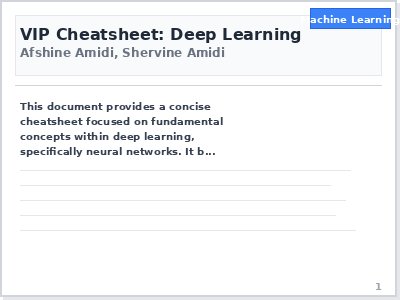 achine Learning
VIP Cheatsheet: Deep Learning
Afshine Amidi, Shervine Amidi
This document provides a concise
cheatsheet focused on fundamental
concepts within deep learning,
specifically neural networks. It b...
1